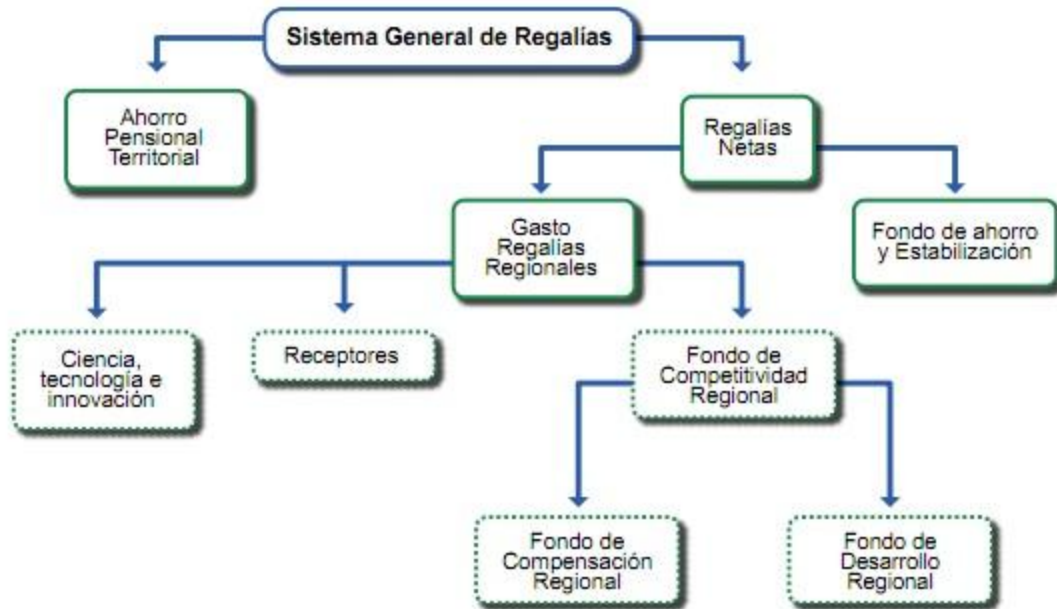 Sistema General de Regalías
Ahorro
Pensional
Territorial
Regalías
Netas
Gasto
Regalías
Regionales
Fondo de ahorro
y Estabilización
Ciencia,
tecnología e
innovación
Receptores
Fondo de
Competitividad
Regional
Fondo de
Compensación
Regional
Fondo de
Desarrollo
Regional